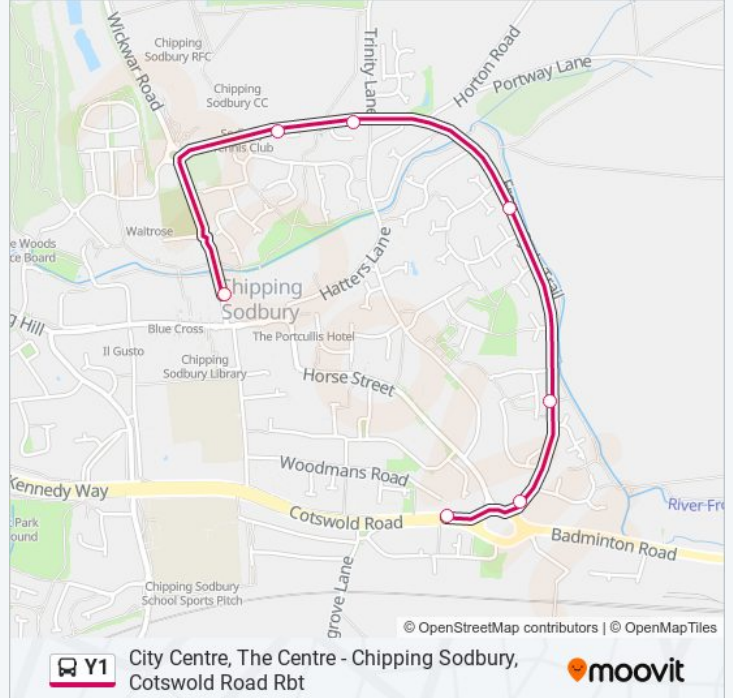 Wickwar Road
Chipping
Sodbury RFC
Trinity Lane
Horton Road
Portway Lane
Chipping
Sodbury CC
Tennis Club
Waitrose
e Woods
ce Board
Hatters Lane
Trail
Chipping
Sodbury
g Hill
Blue Cross
The Portcullis Hotel
Il Gusto
Chipping
Sodbury Library
Horse Street
Woodmans Road
Kennedy Way
Cotswold Road
River Fr
Park
ound
Badminton Road
grove Lane
Chipping Sodbury
School Sports Pitch
© OpenStreetMap contributors | © OpenMapTiles
Y1
City Centre, The Centre - Chipping Sodbury,
Cotswold Road Rbt
moovit